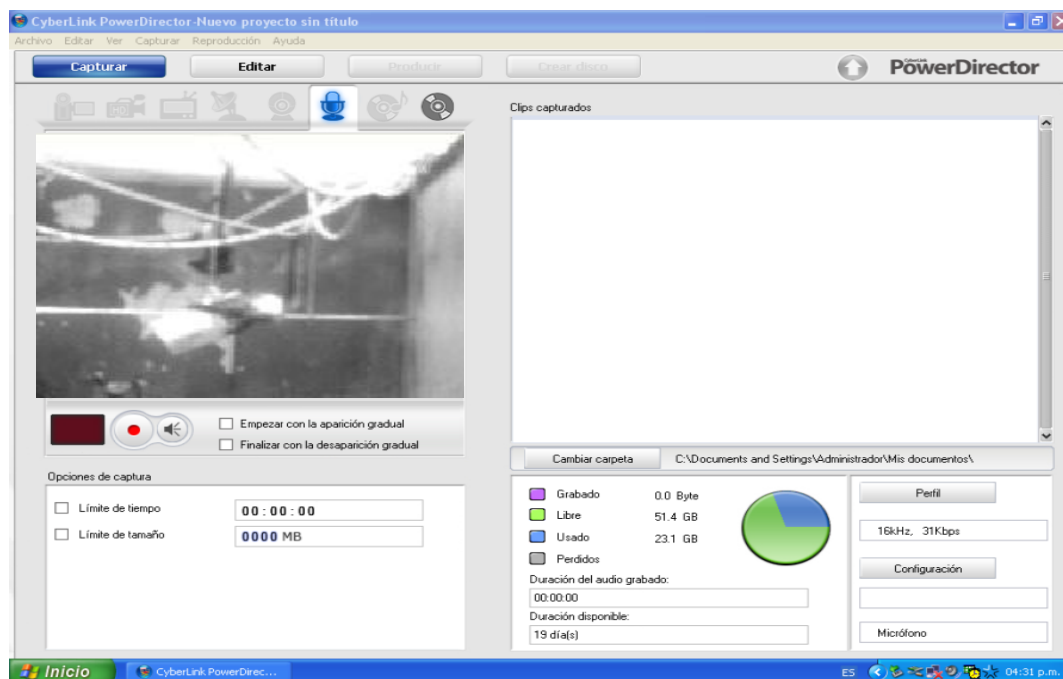 CyberLink PowerDirector-Nuevo proyecto sin título
Archivo Editar Ver Capturar Reproducción Ayuda
Capturar Editar Producir Crear disco CyberLink PowerDirector
HD
Clips capturados
Empezar con la aparición gradual
Finalizar con la desaparición gradual
Cambiar carpeta C:\Documents and Settings\Administrador\Mis documentos\
Opciones de captura
Límite de tiempo 00:00:00
Límite de tamaño 0000 MB
Grabado 0.0 Byte
Libre 51.4 GB
Usado 23.1 GB
Perdidos
Duración del audio grabado:
00:00:00
Duración disponible:
19 día(s)
Perfil
16kHz, 31Kbps
Configuración
Micrófono
Inicio CyberLink PowerDirec... ES 04:31 p.m.